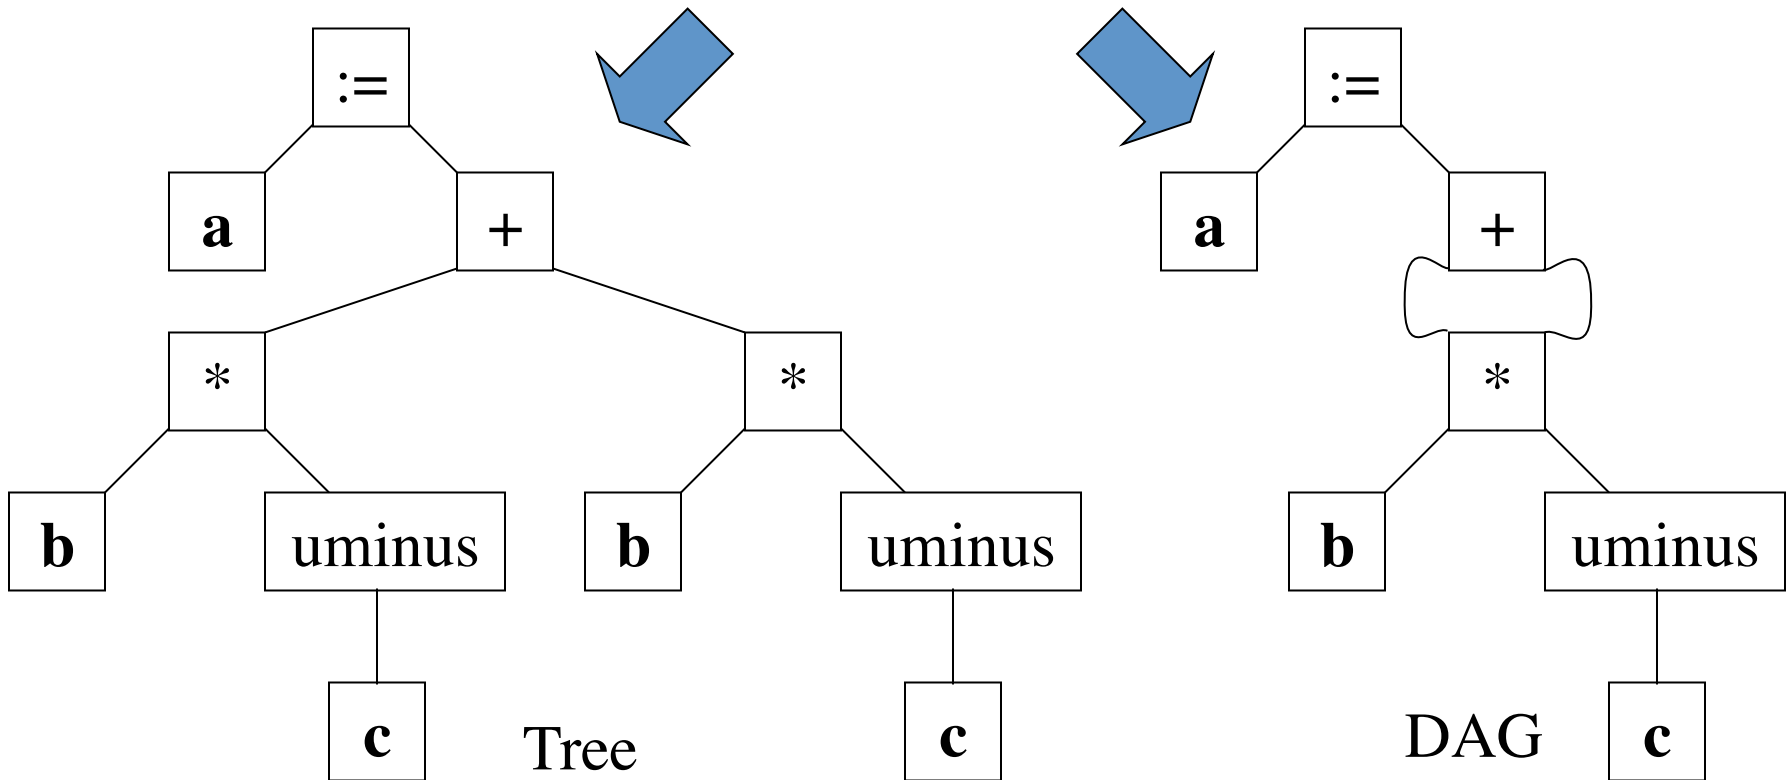 := :=
a + a +
* * *
b uminus b uminus b uminus
c Tree c DAG c